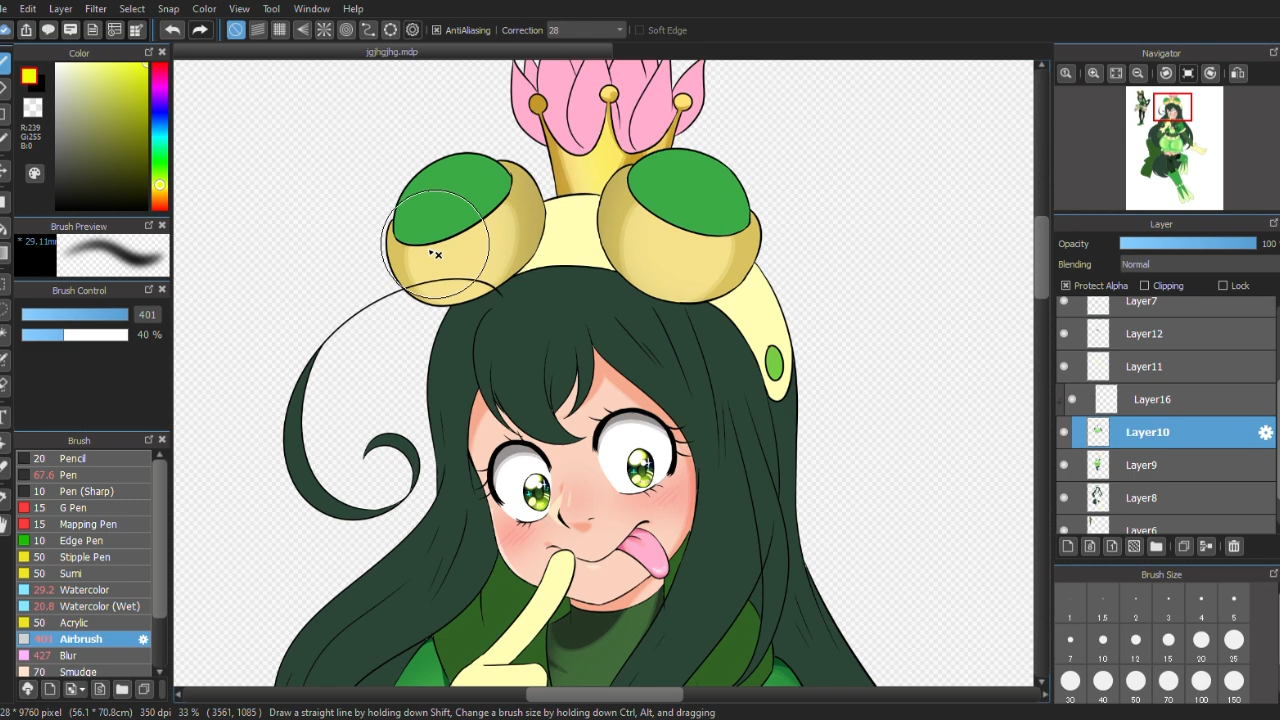 Edit Layer Filter Select Snap Color View Tool Window Help
AntiAliasing Correction 28 Soft Edge
Color
R:239
G:255
B:0
Brush Preview
* 29.11m
Brush Control
401
40 %
Brush
20 Pencil
67.6 Pen
10 Pen (Sharp)
15 G Pen
15 Mapping Pen
10 Edge Pen
50 Stipple Pen
50 Sumi
29.2 Watercolor
20.8 Watercolor (Wet)
50 Acrylic
401 Airbrush
427 Blur
70 Smudge
jgjhgjhg.mdp
Navigator
Layer
Opacity 100
Blending Normal
Protect Alpha Clipping Lock
Layer7
Layer12
Layer11
Layer16
Layer10
Layer9
Layer8
Layer6
Brush Size
1 1.5 2 3 4 5
7 10 12 15 20 25
30 40 50 70 100 150
28 * 9760 pixel (56.1 * 70.8cm) 350 dpi 33 % ( 3561, 1085 ) Draw a straight line by holding down Shift, Change a brush size by holding down Ctrl, Alt, and dragging